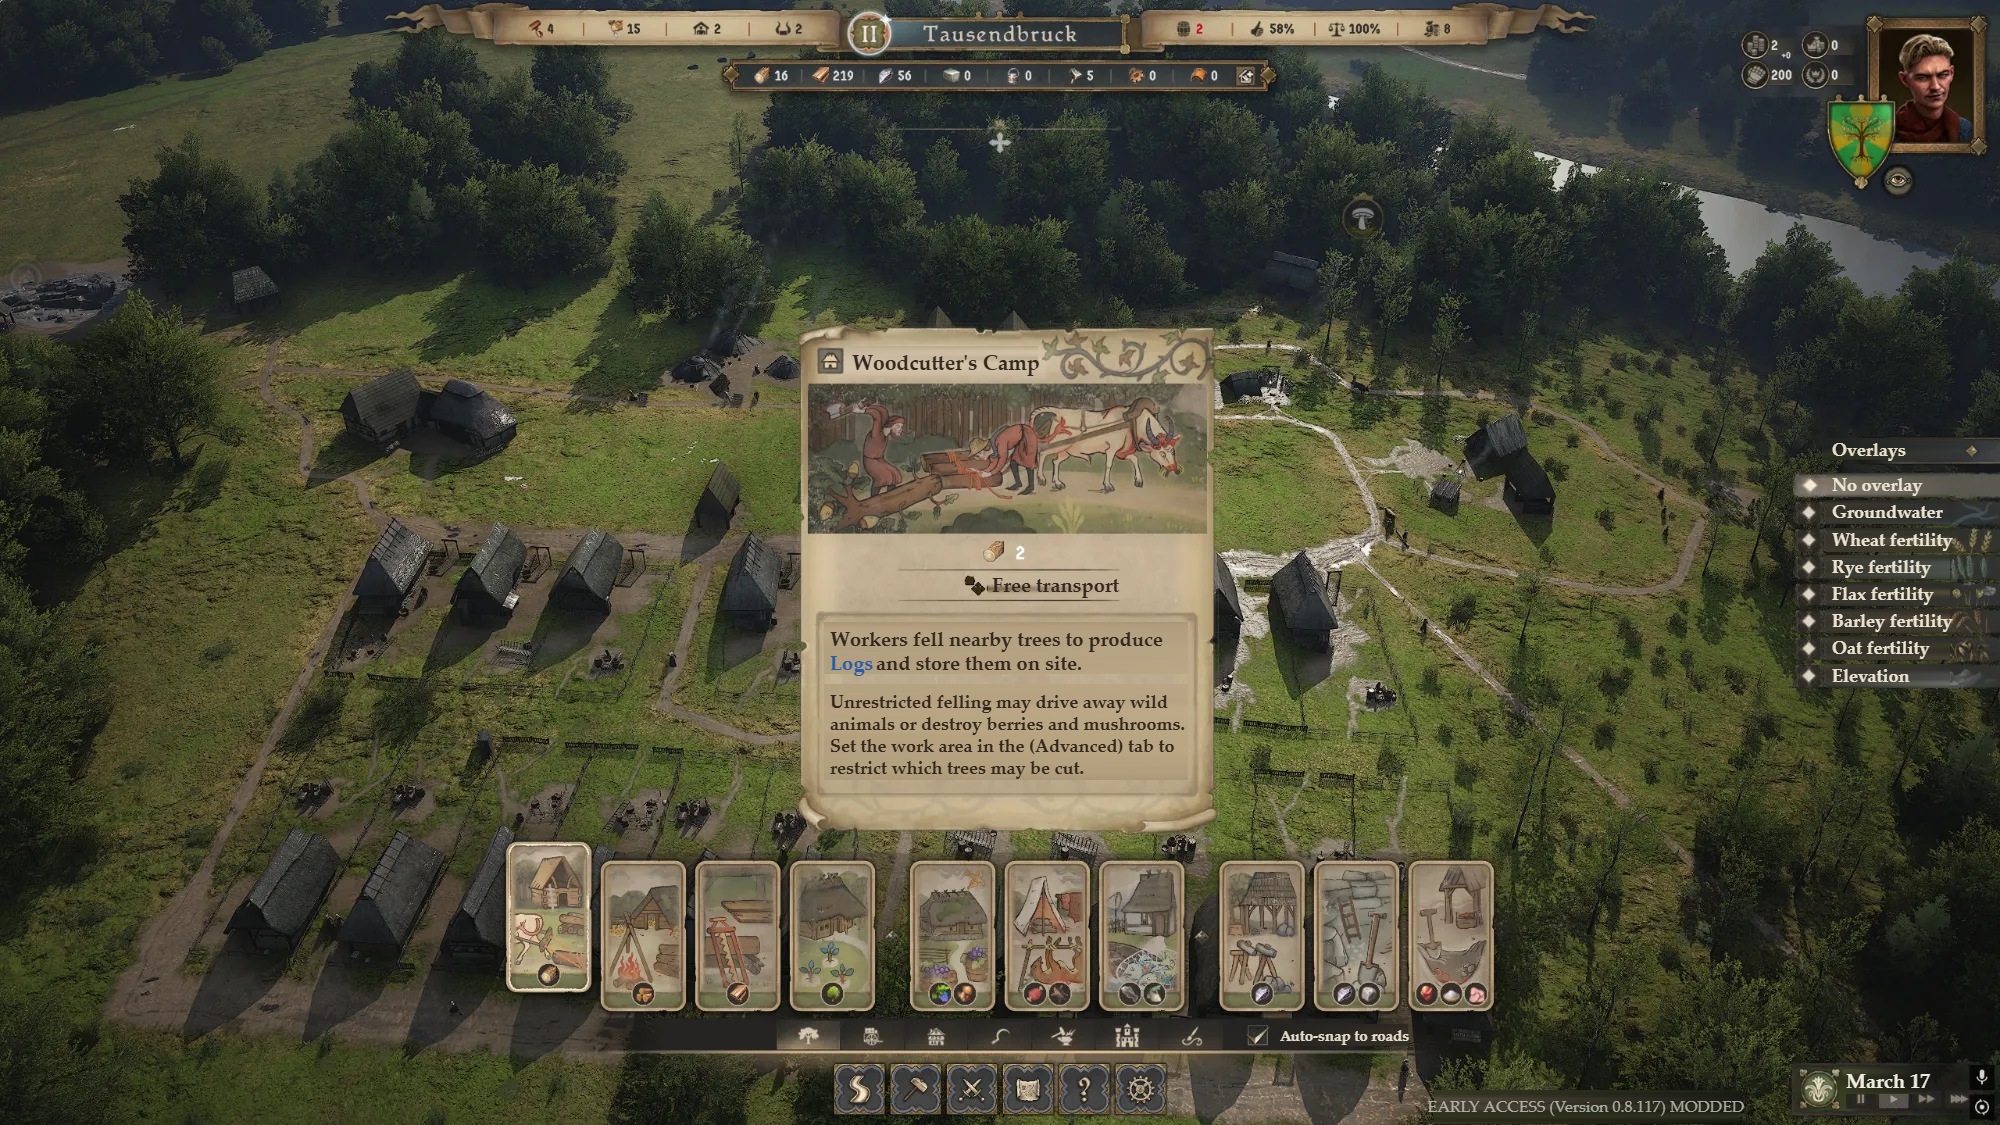 4 15 2 2 II Tausendbruck 2 58% 100% 8
16 219 56 0 0 5 0 0
2 +0 0
200 0
Woodcutter's Camp
2
Free transport
Workers fell nearby trees to produce
Logs and store them on site.
Unrestricted felling may drive away wild
animals or destroy berries and mushrooms.
Set the work area in the (Advanced) tab to
restrict which trees may be cut.
Overlays
No overlay
Groundwater
Wheat fertility
Rye fertility
Flax fertility
Barley fertility
Oat fertility
Elevation
Auto-snap to roads
?
March 17
EARLY ACCESS (Version 0.8.117) MODDED